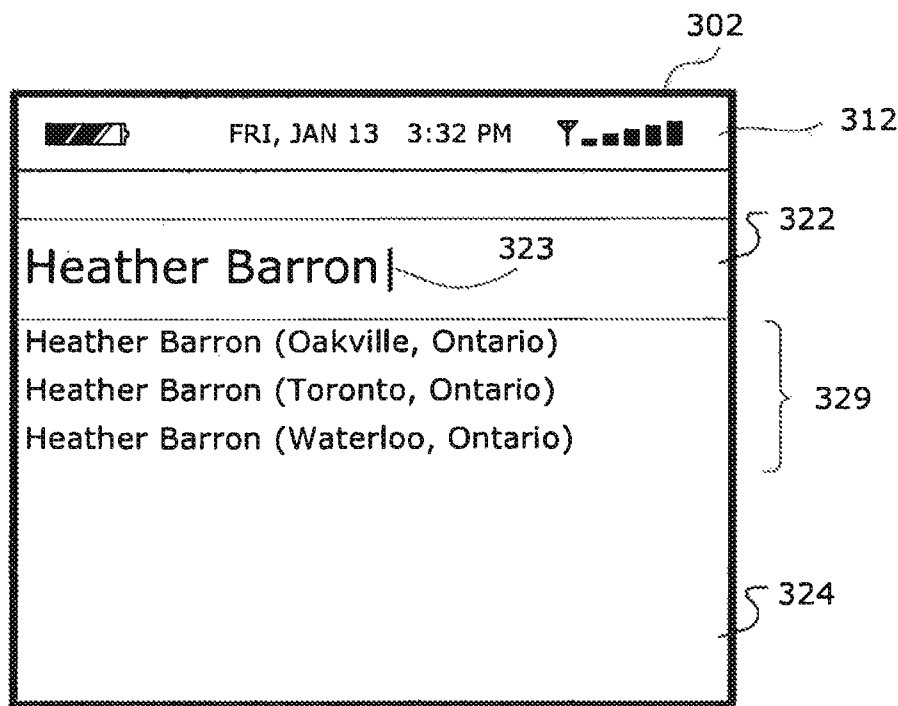 302
FRI, JAN 13 3:32 PM
312
322
Heather Barron
323
Heather Barron (Oakville, Ontario)
Heather Barron (Toronto, Ontario)
Heather Barron (Waterloo, Ontario)
329
324